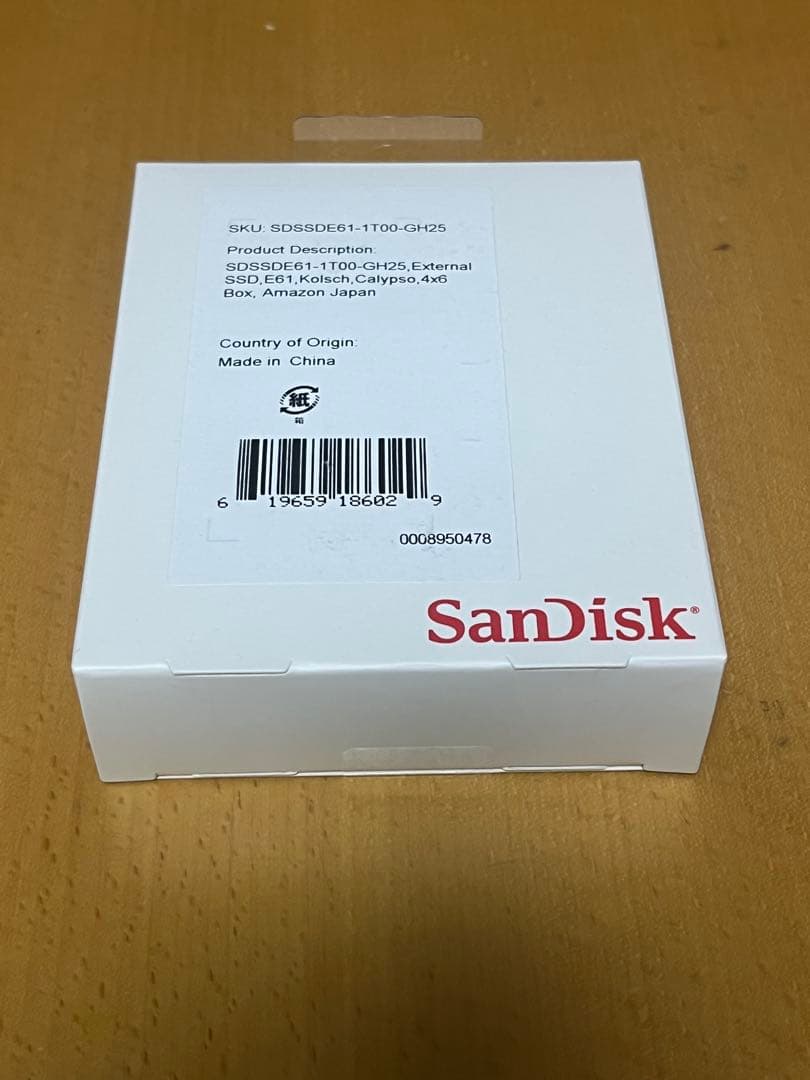 SKU: SDSSDE61-1T00-GH25
Product Description:
SDSSDE61-1T00-GH25,External
SSD,E61,Kolsch,Calypso,4x6
Box, Amazon Japan
Country of Origin:
Made in China
紙
箱
6 19659 18602 9
0008950478
SanDisk®